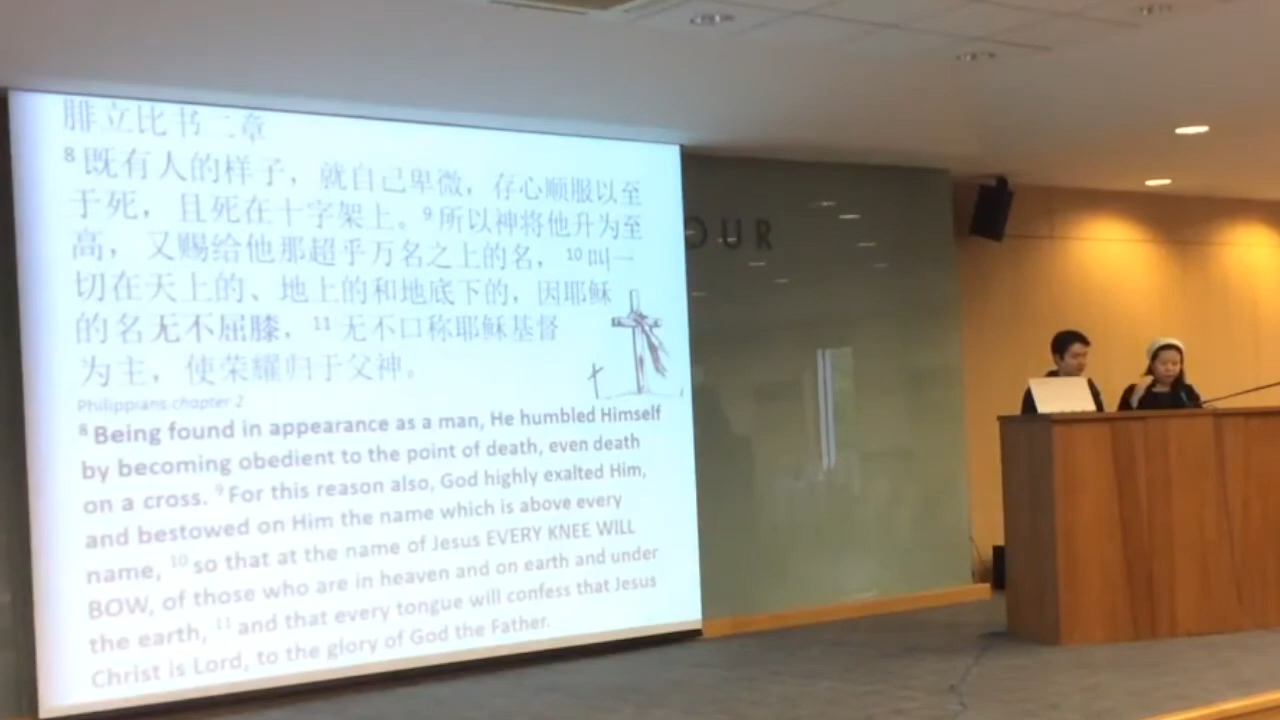 腓立比书二章
8 既有人的样子，就自己卑微，存心顺服以至
于死，且死在十字架上。9 所以神将他升为至
高，又赐给他那超乎万名之上的名，10 叫一
切在天上的、地上的和地底下的，因耶稣
的名无不屈膝，11 无不口称耶稣基督
为主，使荣耀归于父神。
Philippians chapter 2
8 Being found in appearance as a man, He humbled Himself
by becoming obedient to the point of death, even death
on a cross. 9 For this reason also, God highly exalted Him,
and bestowed on Him the name which is above every
name, 10 so that at the name of Jesus EVERY KNEE WILL
BOW, of those who are in heaven and on earth and under
the earth, 11 and that every tongue will confess that Jesus
Christ is Lord, to the glory of God the Father.
OUR